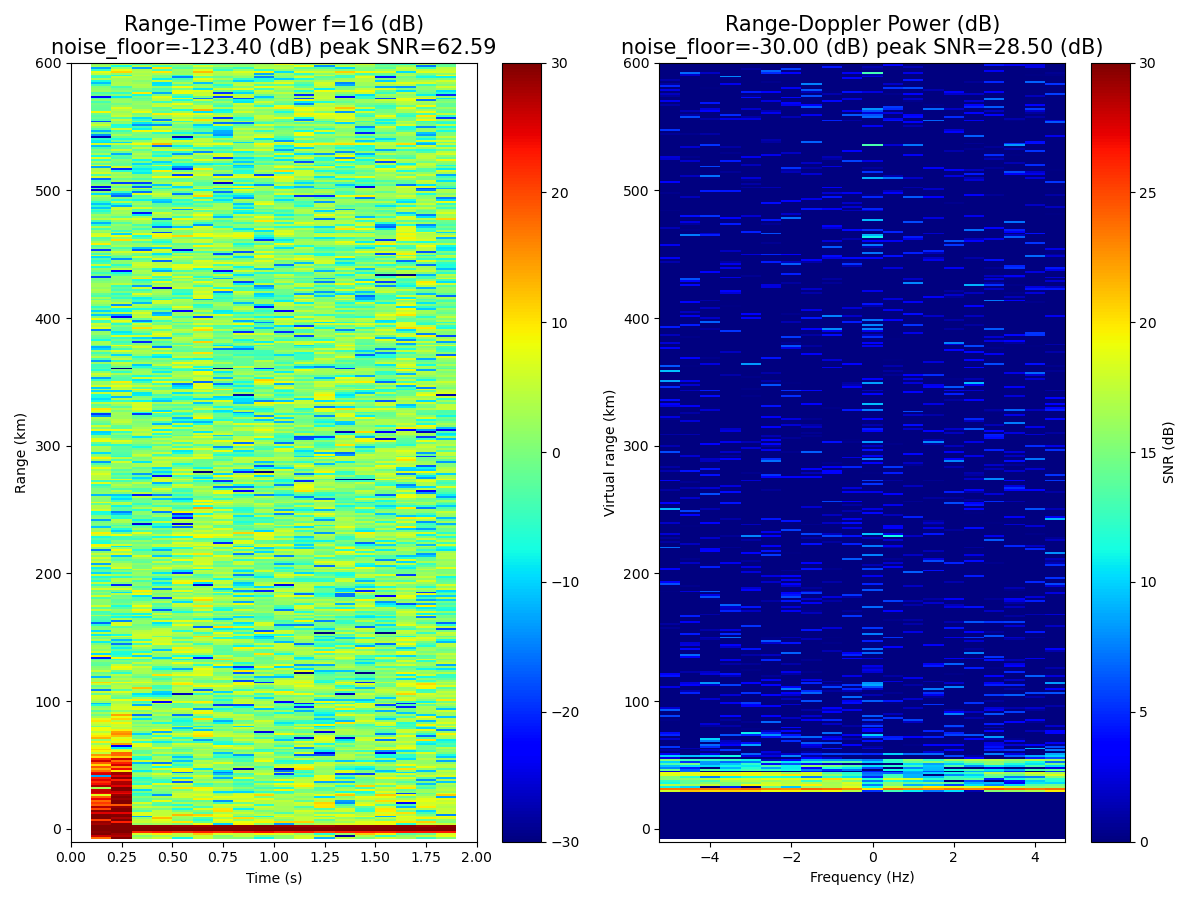 Range-Time Power f=16 (dB)
noise_floor=-123.40 (dB) peak SNR=62.59
Range (km)
600
500
400
300
200
100
0
0.00 0.25 0.50 0.75 1.00 1.25 1.50 1.75 2.00
Time (s)
30
20
10
0
−10
−20
−30
Range-Doppler Power (dB)
noise_floor=-30.00 (dB) peak SNR=28.50 (dB)
Virtual range (km)
600
500
400
300
200
100
0
−4 −2 0 2 4
Frequency (Hz)
30
25
20
15
10
5
0
SNR (dB)